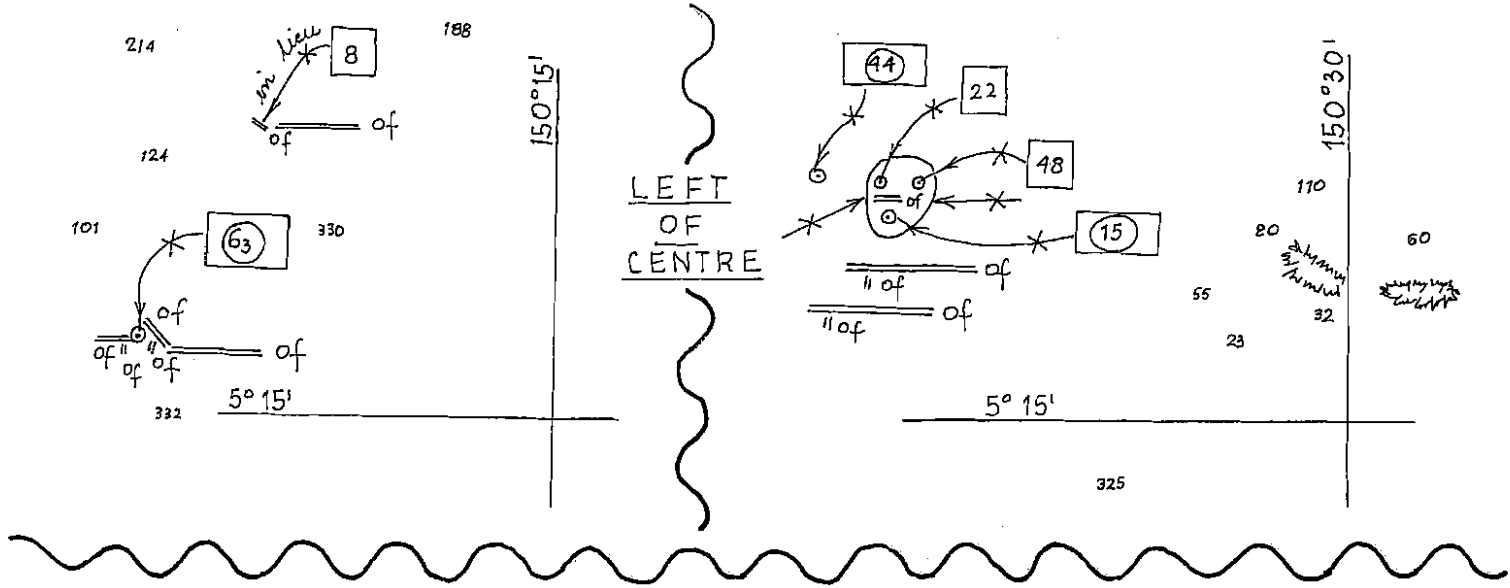 214
188
in lieu
8
of
of
124
101
63
330
of
of "
of
" of
of
332
5° 15'
150° 15'
LEFT
OF
CENTRE
44
22
48
of
15
of
" of
of
" of
150° 30'
110
80
60
55
32
23
5° 15'
325